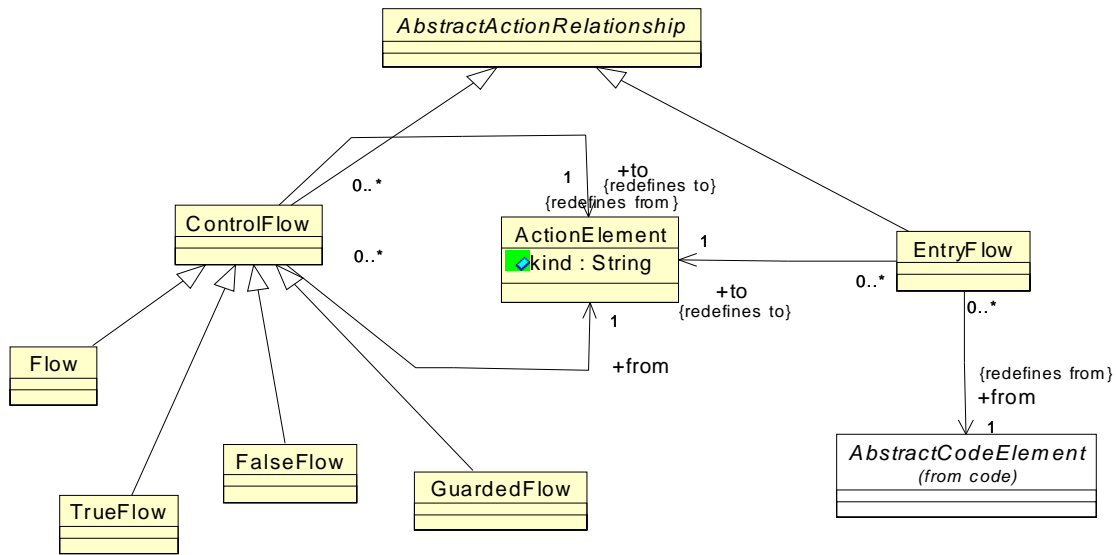 AbstractActionRelationship
0..*
1
+to
{redefines to}
{redefines from}
ControlFlow
0..*
ActionElement
kind : String
1
EntryFlow
0..*
+to
{redefines to}
0..*
1
+from
Flow
{redefines from}
+from
1
AbstractCodeElement
(from code)
FalseFlow
GuardedFlow
TrueFlow